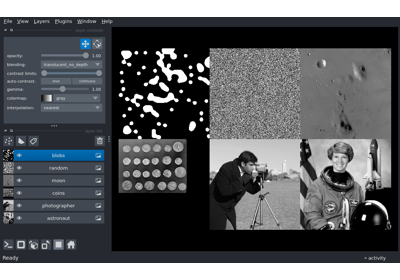 File View Layers Plugins Window Help
opacity: 1.00
blending: translucent_no_depth
contrast limits:
auto-contrast: once continuous
gamma: 1.00
colormap: gray
interpolation: nearest
blobs
random
moon
coins
photographer
astronaut
Ready activity